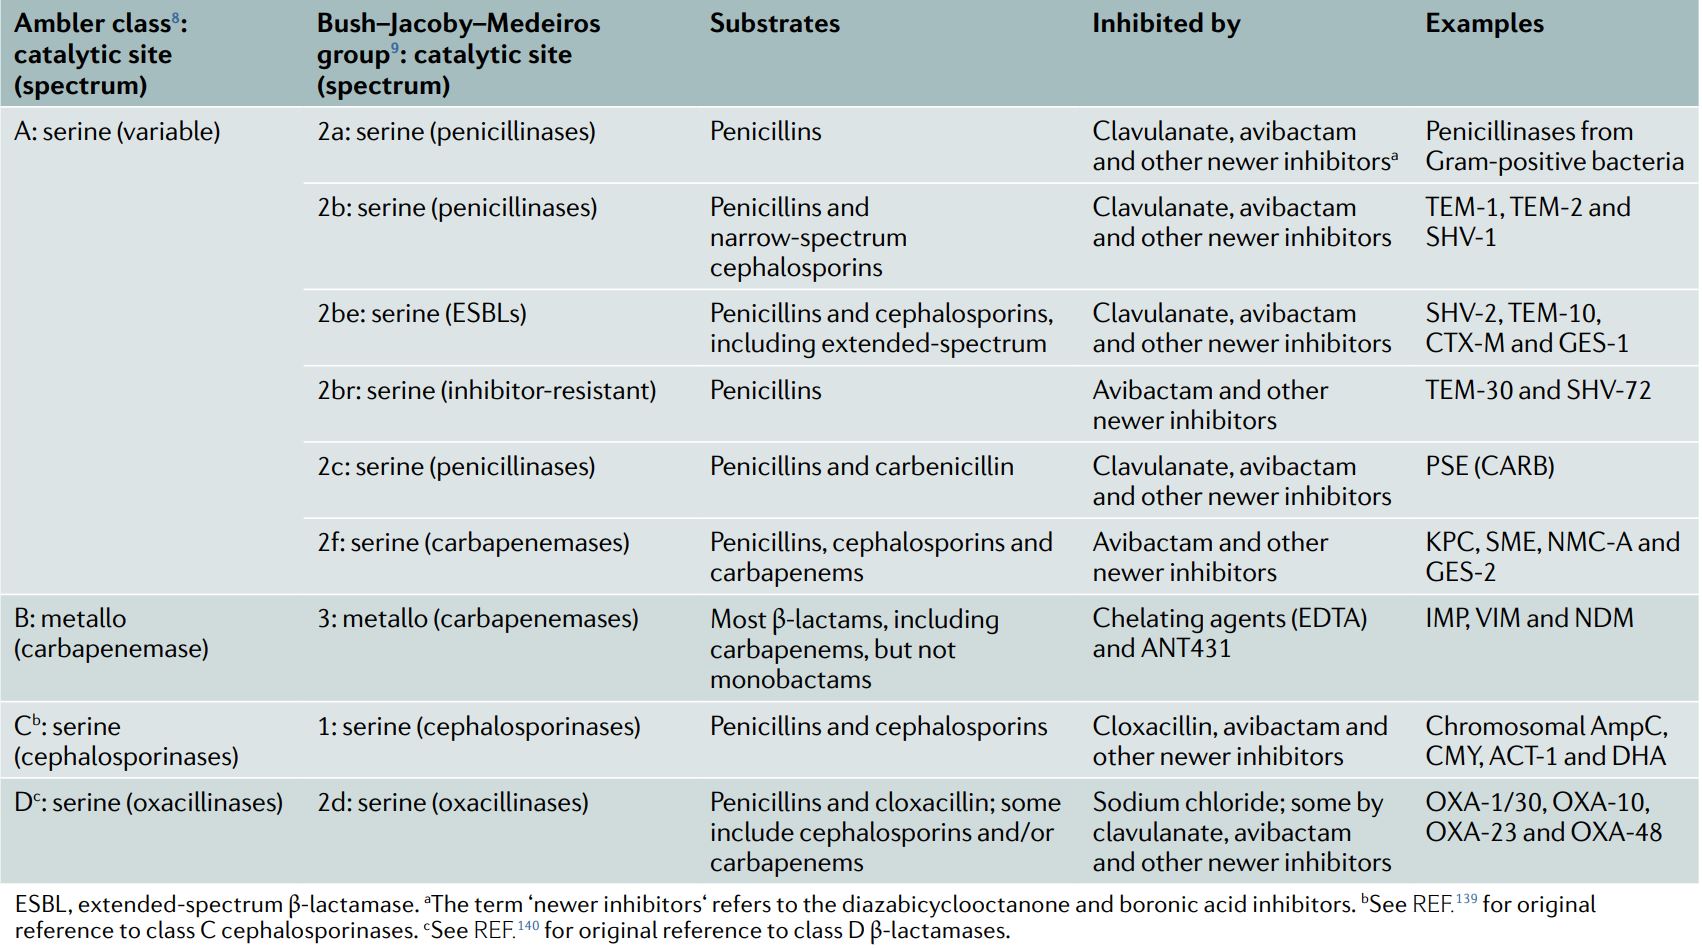 Ambler class⁸:
catalytic site
(spectrum)
Bush–Jacoby–Medeiros
group⁹: catalytic site
(spectrum)
Substrates
Inhibited by
Examples
A: serine (variable)
2a: serine (penicillinases)
Penicillins
Clavulanate, avibactam
and other newer inhibitorsᵃ
Penicillinases from
Gram-positive bacteria
2b: serine (penicillinases)
Penicillins and
narrow-spectrum
cephalosporins
Clavulanate, avibactam
and other newer inhibitors
TEM-1, TEM-2 and
SHV-1
2be: serine (ESBLs)
Penicillins and cephalosporins,
including extended-spectrum
Clavulanate, avibactam
and other newer inhibitors
SHV-2, TEM-10,
CTX-M and GES-1
2br: serine (inhibitor-resistant)
Penicillins
Avibactam and other
newer inhibitors
TEM-30 and SHV-72
2c: serine (penicillinases)
Penicillins and carbenicillin
Clavulanate, avibactam
and other newer inhibitors
PSE (CARB)
2f: serine (carbapenemases)
Penicillins, cephalosporins and
carbapenems
Avibactam and other
newer inhibitors
KPC, SME, NMC-A and
GES-2
B: metallo
(carbapenemase)
3: metallo (carbapenemases)
Most β-lactams, including
carbapenems, but not
monobactams
Chelating agents (EDTA)
and ANT431
IMP, VIM and NDM
Cᵇ: serine
(cephalosporinases)
1: serine (cephalosporinases)
Penicillins and cephalosporins
Cloxacillin, avibactam and
other newer inhibitors
Chromosomal AmpC,
CMY, ACT-1 and DHA
Dᶜ: serine (oxacillinases)
2d: serine (oxacillinases)
Penicillins and cloxacillin; some
include cephalosporins and/or
carbapenems
Sodium chloride; some by
clavulanate, avibactam
and other newer inhibitors
OXA-1/30, OXA-10,
OXA-23 and OXA-48
ESBL, extended-spectrum β-lactamase. ᵃThe term ‘newer inhibitors‘ refers to the diazabicyclooctanone and boronic acid inhibitors. ᵇSee REF.¹³⁹ for original
reference to class C cephalosporinases. ᶜSee REF.¹⁴⁰ for original reference to class D β-lactamases.